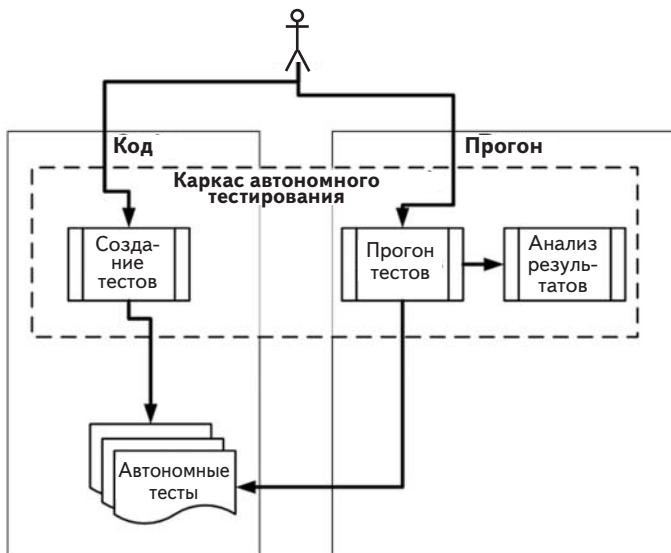 Код
Прогон
Каркас автономного
тестирования
Созда-
ние
тестов
Прогон
тестов
Анализ
резуль-
татов
Автономные
тесты